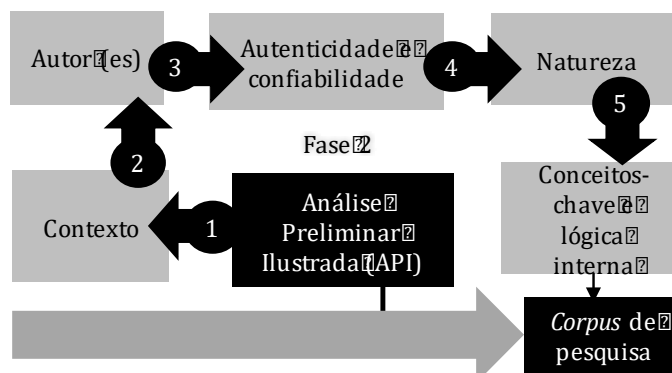 Autor (es)
3
Autenticidade e
confiabilidade
4
Natureza
5
Fase 2
2
Contexto
1
Análise
Preliminar
Ilustrada (API)
Conceitos-
chave e
lógica
interna
Corpus de
pesquisa